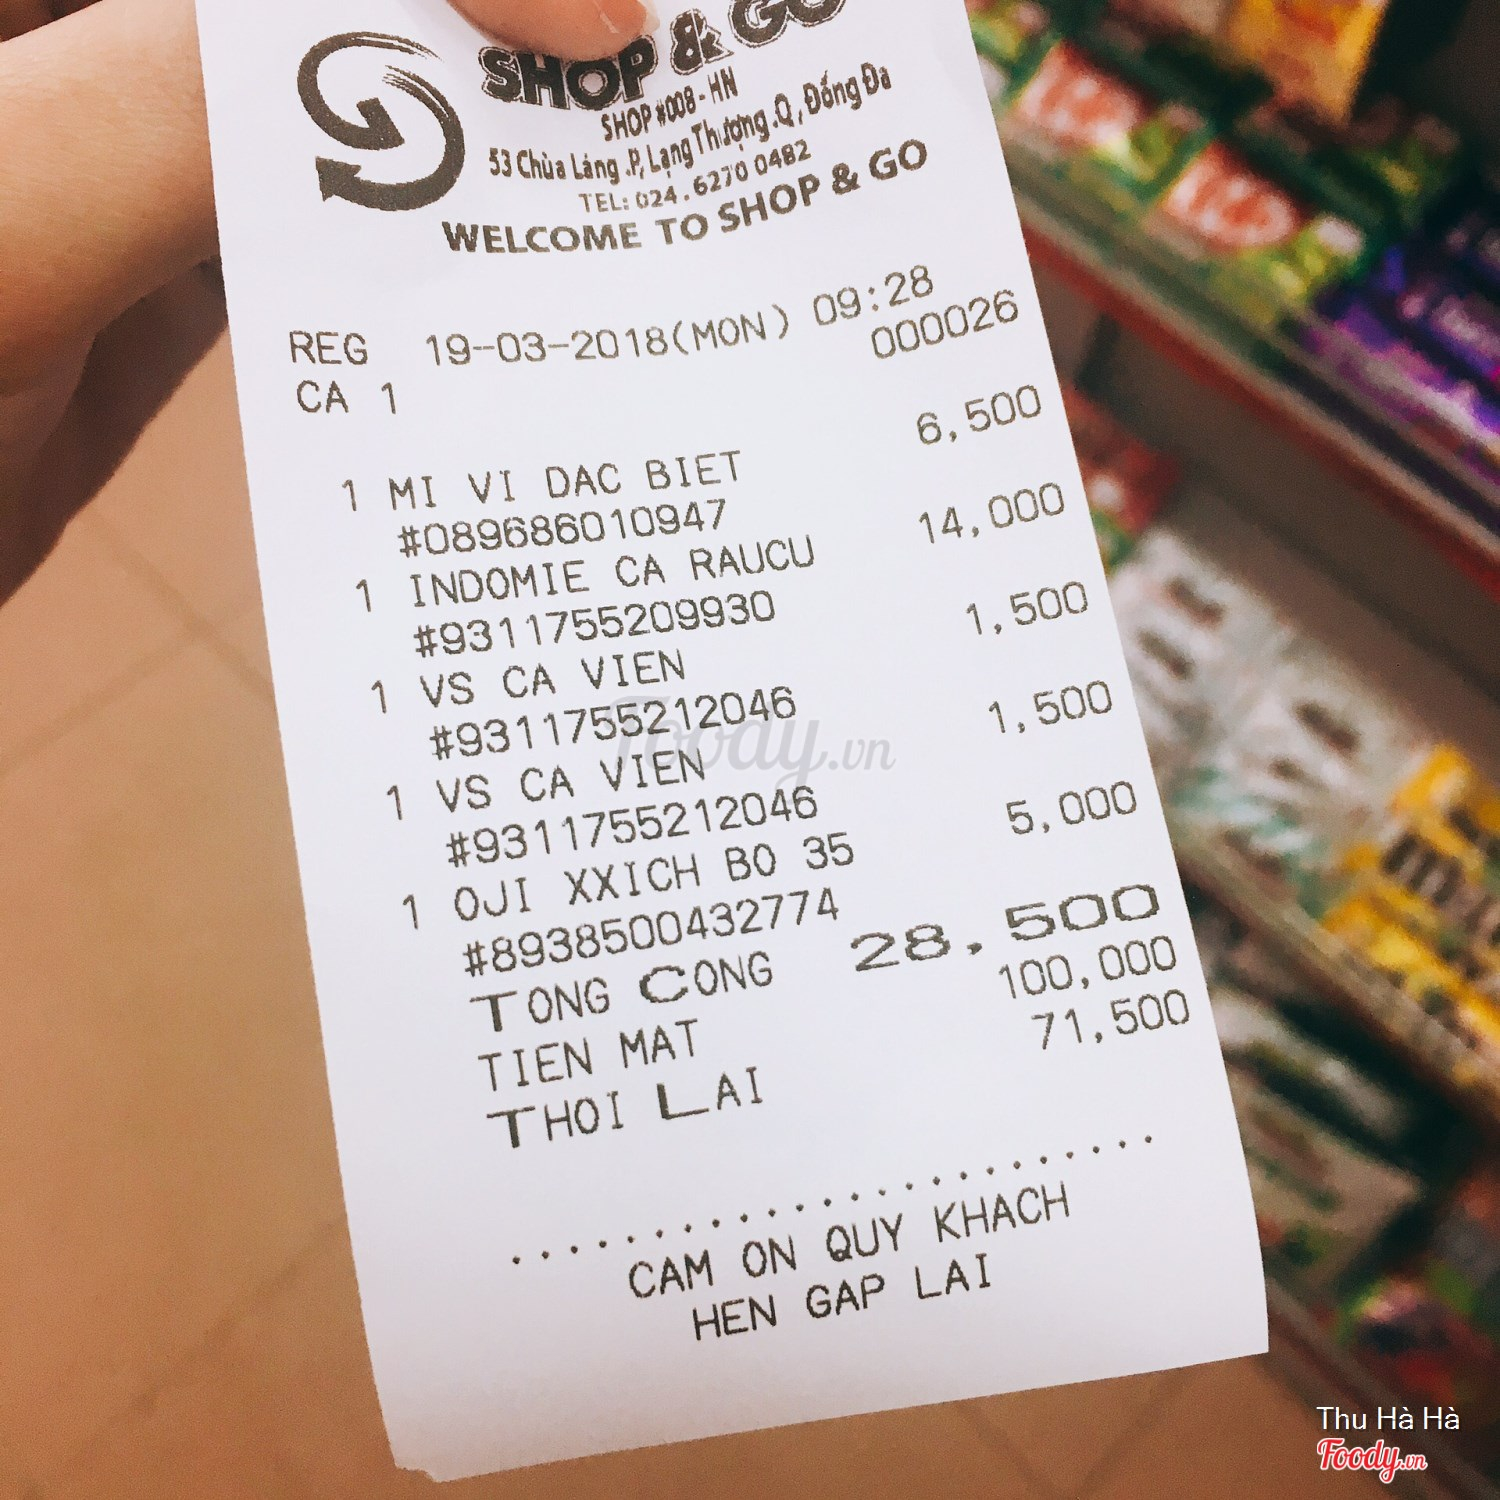 SHOP & GO
SHOP #008 - HN
53 Chùa Láng .P, Lạng Thượng .Q, Đống Đa
TEL: 024.6270 0482
WELCOME TO SHOP & GO
REG 19-03-2018(MON) 09:28
CA 1 000026
1 MI VI DAC BIET 6,500
#089686010947
1 INDOMIE CA RAUCU 14,000
#9311755209930
1 VS CA VIEN 1,500
#9311755212046
1 VS CA VIEN 1,500
#9311755212046
1 OJI XXICH BO 35 5,000
#8938500432774
TONG CONG 28,500
TIEN MAT 100,000
THOI LAI 71,500
CAM ON QUY KHACH
HEN GAP LAI
Foody.vn
Thu Hà Hà
Foody.vn